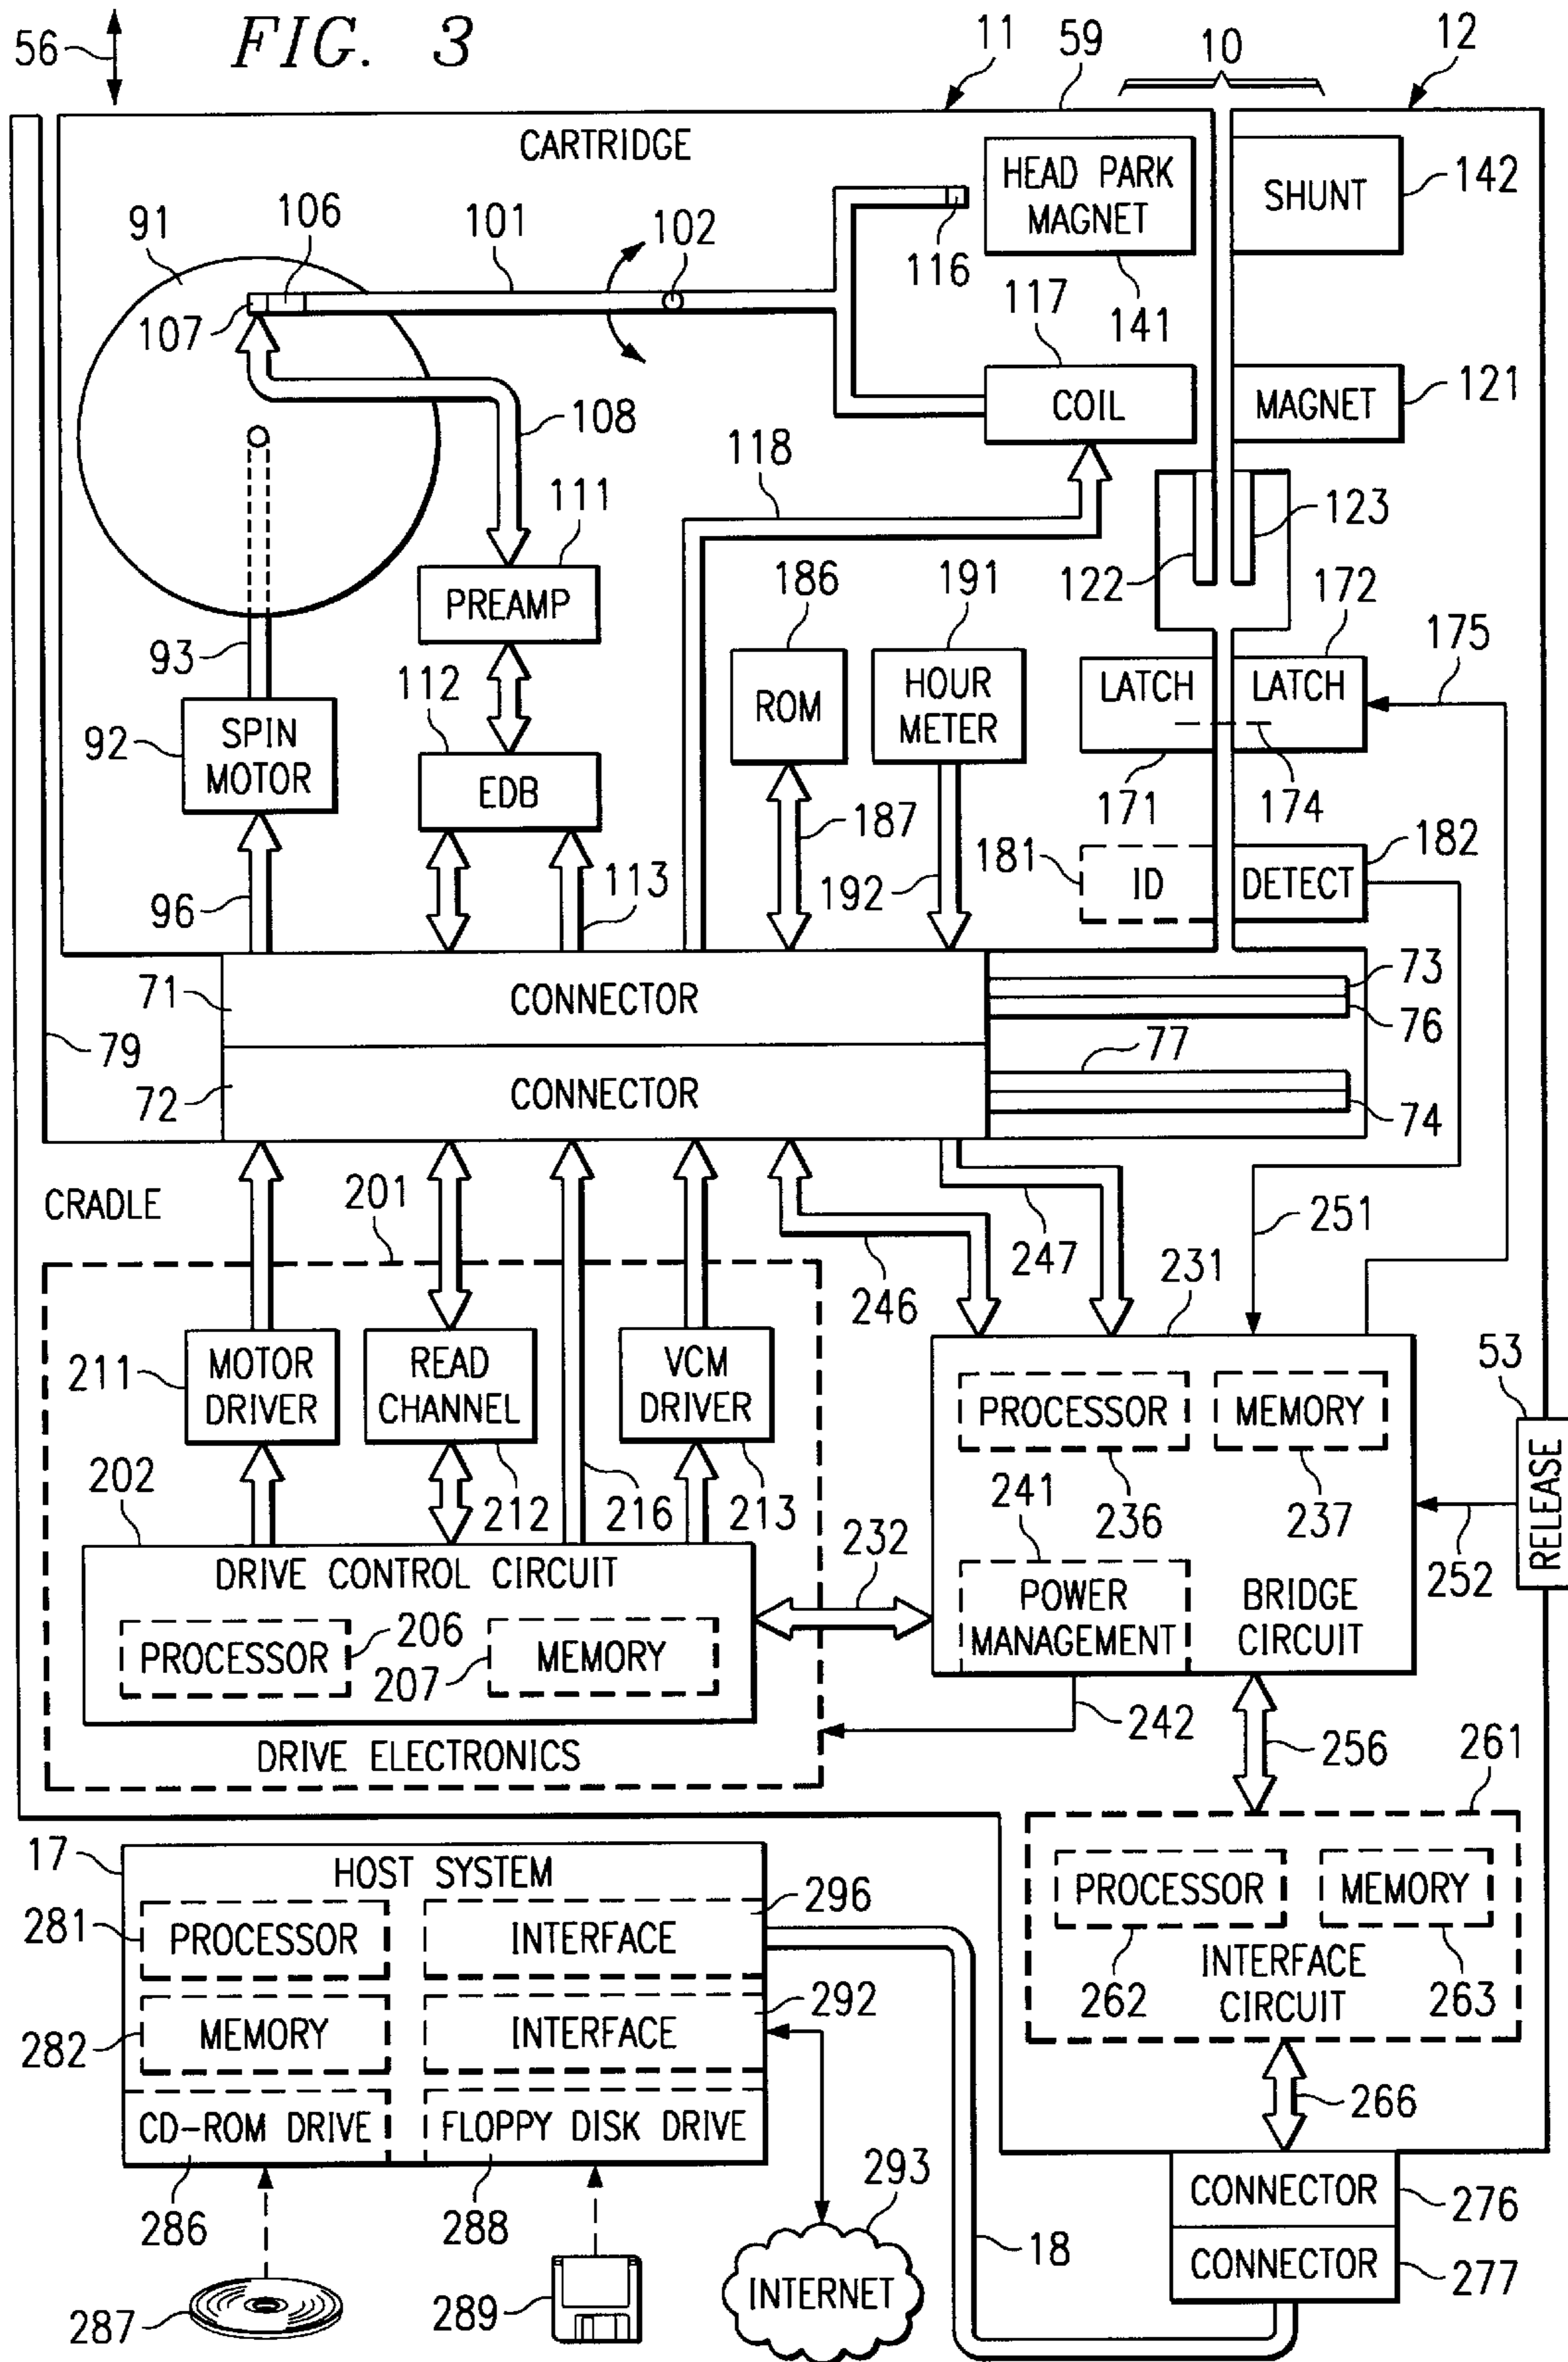 56
FIG. 3
11
59
10
12
CARTRIDGE
HEAD PARK
MAGNET
SHUNT
142
91
106
101
102
116
107
141
117
COIL
MAGNET
121
108
118
111
123
PREAMP
122
186
191
172
93
175
112
ROM
HOUR
METER
LATCH
LATCH
92
SPIN
MOTOR
EDB
171
174
187
181
182
96
113
192
ID
DETECT
71
CONNECTOR
73
76
79
77
72
CONNECTOR
74
CRADLE
201
251
247
246
231
211
MOTOR
DRIVER
READ
CHANNEL
VCM
DRIVER
53
PROCESSOR
MEMORY
RELEASE
202
212
216
213
241
236
237
232
252
DRIVE CONTROL CIRCUIT
POWER
MANAGEMENT
BRIDGE
CIRCUIT
PROCESSOR
206
207
MEMORY
242
DRIVE ELECTRONICS
256
261
17
HOST SYSTEM
PROCESSOR
MEMORY
296
281
PROCESSOR
INTERFACE
INTERFACE
CIRCUIT
262
263
292
282
MEMORY
INTERFACE
CD-ROM DRIVE
FLOPPY DISK DRIVE
266
293
286
288
CONNECTOR
276
18
CONNECTOR
277
287
289
INTERNET